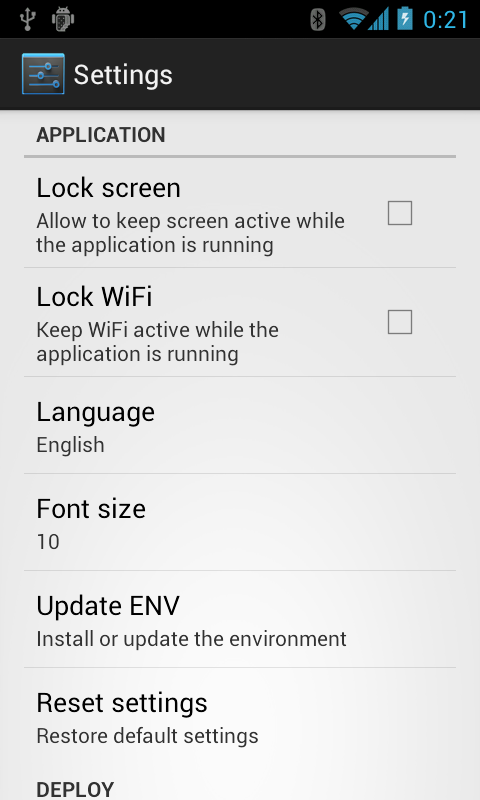 0:21
Settings
APPLICATION
Lock screen
Allow to keep screen active while
the application is running
Lock WiFi
Keep WiFi active while the
application is running
Language
English
Font size
10
Update ENV
Install or update the environment
Reset settings
Restore default settings
DEPLOY